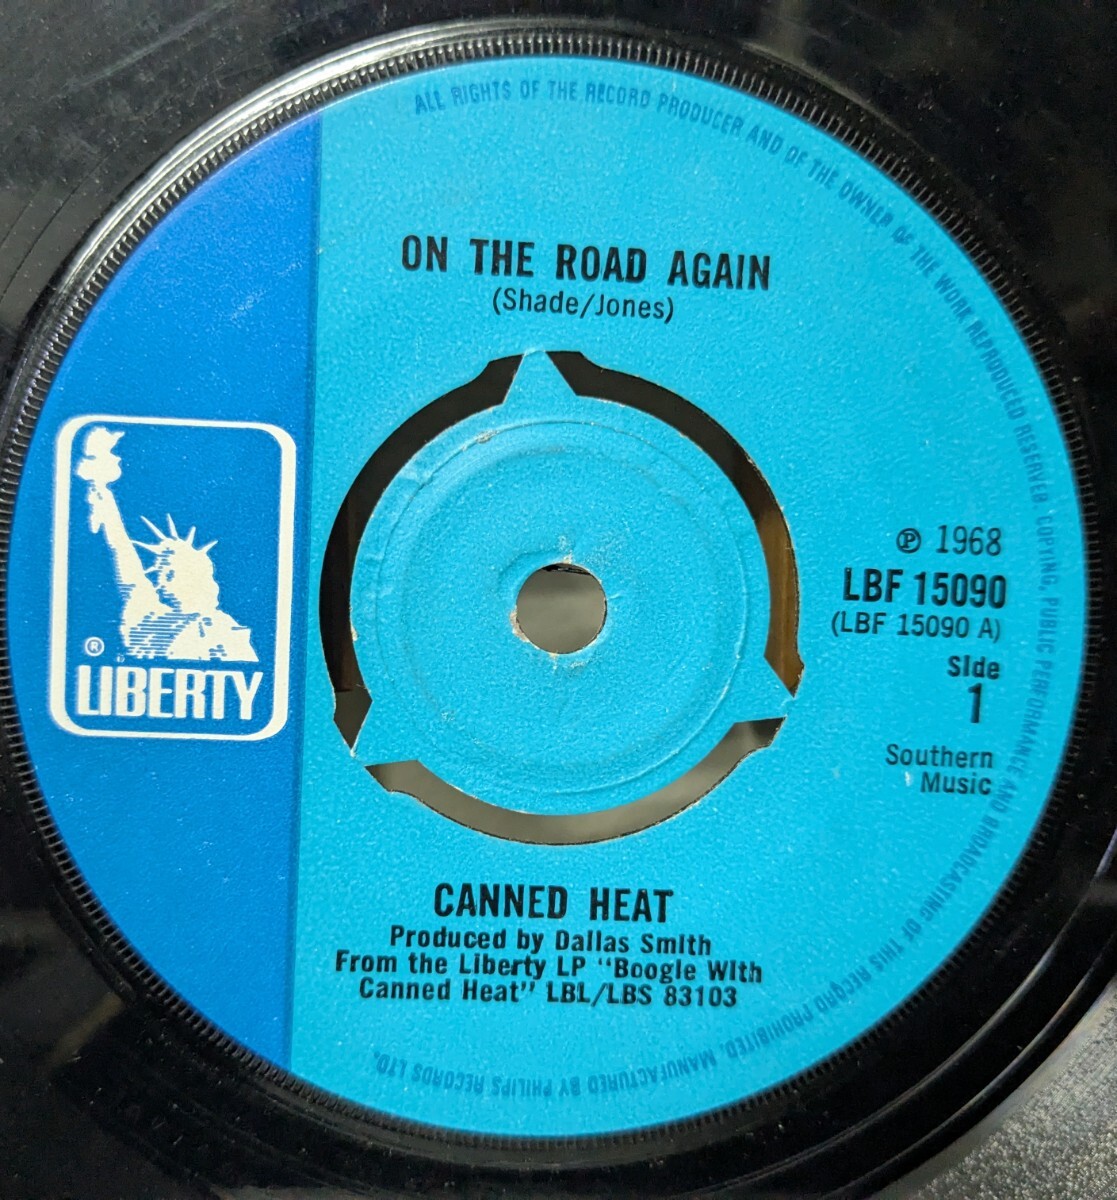 ALL RIGHTS OF THE RECORD PRODUCER AND OF THE OWNER OF THE WORK REPRODUCED RESERVED COPYING, PUBLIC PERFORMANCE AND BROADCASTING OF THIS RECORD PROHIBITED. MANUFACTURED BY PHILIPS RECORDS LTD.
ON THE ROAD AGAIN
(Shade/Jones)
® LIBERTY
℗ 1968
LBF 15090
(LBF 15090 A)
Side
1
Southern
Music
CANNED HEAT
Produced by Dallas Smith
From the Liberty LP "Boogie With
Canned Heat" LBL/LBS 83103